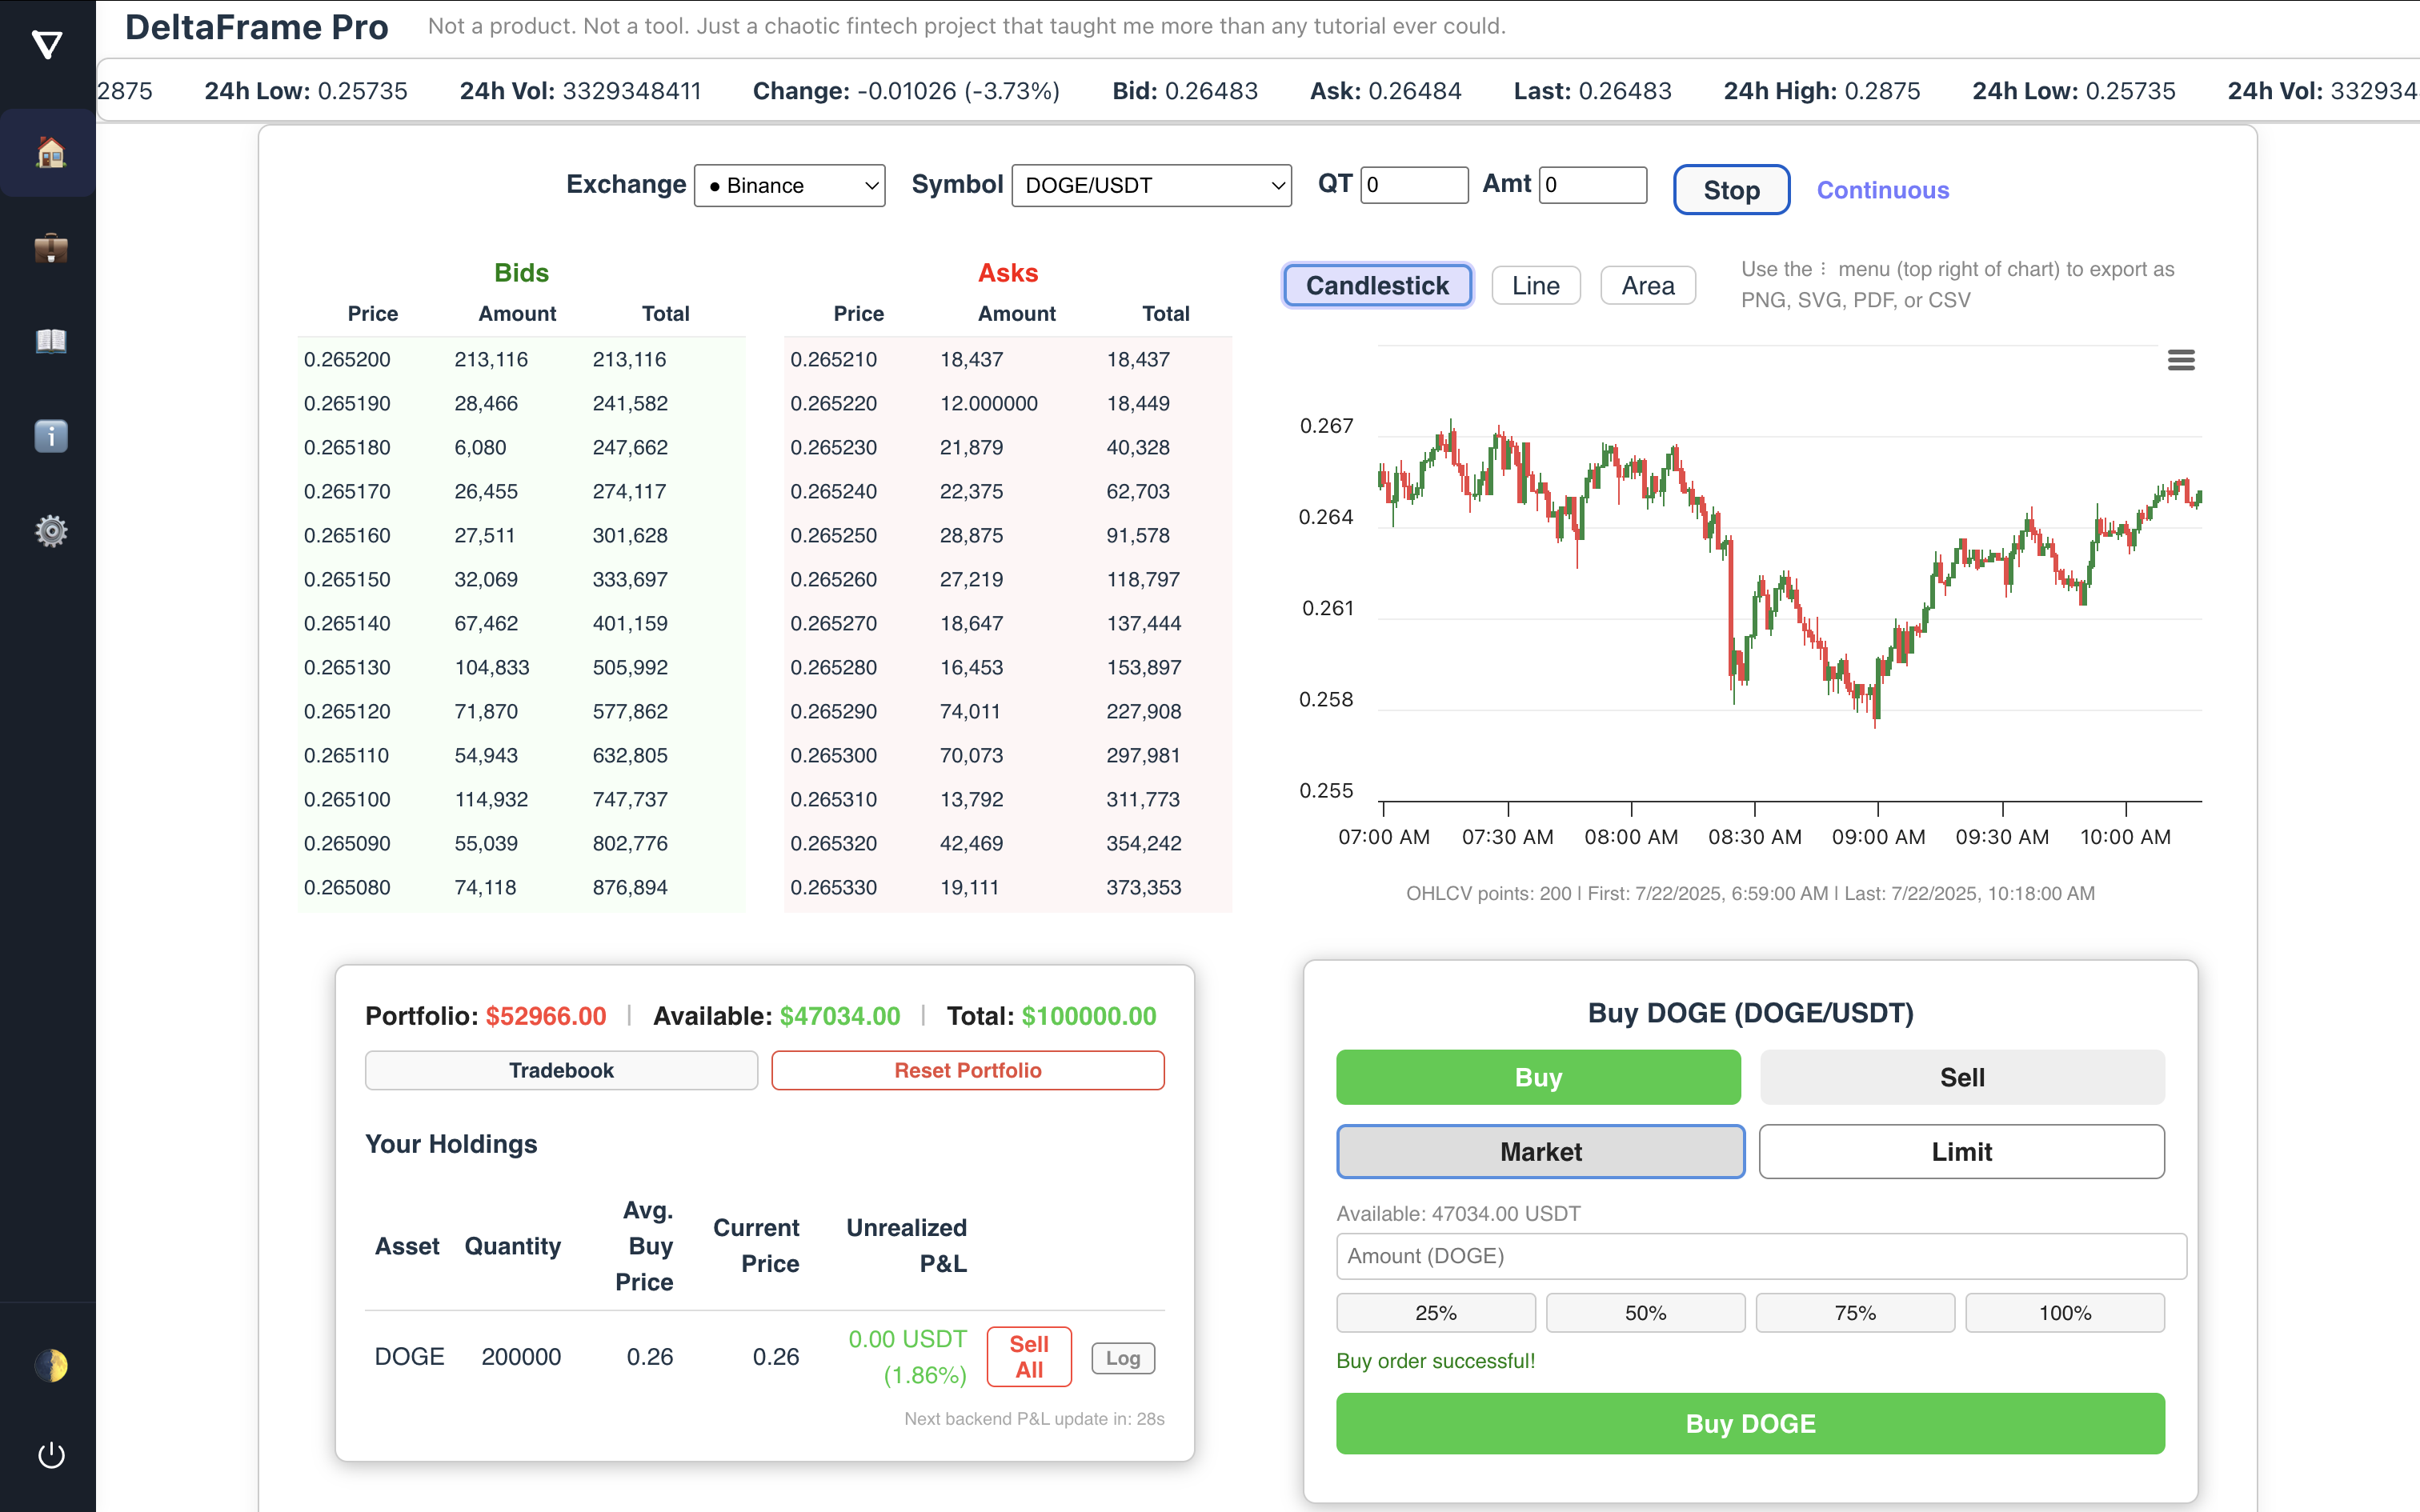 DeltaFrame Pro Not a product. Not a tool. Just a chaotic fintech project that taught me more than any tutorial ever could.
2875 24h Low: 0.25735 24h Vol: 3329348411 Change: -0.01026 (-3.73%) Bid: 0.26483 Ask: 0.26484 Last: 0.26483 24h High: 0.2875 24h Low: 0.25735 24h Vol: 332934
Exchange ● Binance Symbol DOGE/USDT QT 0 Amt 0 Stop Continuous
Bids
Price Amount Total
0.265200 213,116 213,116
0.265190 28,466 241,582
0.265180 6,080 247,662
0.265170 26,455 274,117
0.265160 27,511 301,628
0.265150 32,069 333,697
0.265140 67,462 401,159
0.265130 104,833 505,992
0.265120 71,870 577,862
0.265110 54,943 632,805
0.265100 114,932 747,737
0.265090 55,039 802,776
0.265080 74,118 876,894
Asks
Price Amount Total
0.265210 18,437 18,437
0.265220 12.000000 18,449
0.265230 21,879 40,328
0.265240 22,375 62,703
0.265250 28,875 91,578
0.265260 27,219 118,797
0.265270 18,647 137,444
0.265280 16,453 153,897
0.265290 74,011 227,908
0.265300 70,073 297,981
0.265310 13,792 311,773
0.265320 42,469 354,242
0.265330 19,111 373,353
Candlestick Line Area
Use the ⋮ menu (top right of chart) to export as
PNG, SVG, PDF, or CSV
0.267
0.264
0.261
0.258
0.255
07:00 AM 07:30 AM 08:00 AM 08:30 AM 09:00 AM 09:30 AM 10:00 AM
OHLCV points: 200 | First: 7/22/2025, 6:59:00 AM | Last: 7/22/2025, 10:18:00 AM
Portfolio: $52966.00 | Available: $47034.00 | Total: $100000.00
Tradebook Reset Portfolio
Your Holdings
Asset Quantity Avg. Buy Price Current Price Unrealized P&L
DOGE 200000 0.26 0.26 0.00 USDT (1.86%) Sell All Log
Next backend P&L update in: 28s
Buy DOGE (DOGE/USDT)
Buy Sell
Market Limit
Available: 47034.00 USDT
Amount (DOGE)
25% 50% 75% 100%
Buy order successful!
Buy DOGE